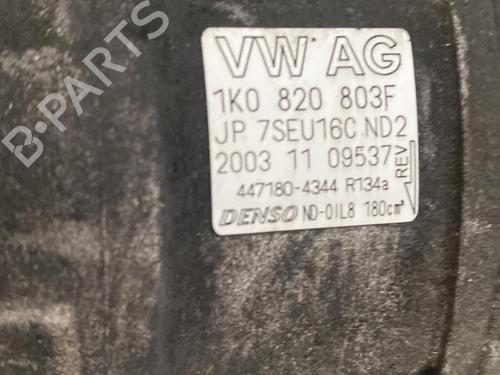 VW AG
1K0 820 803F
JP 7SEU16C ND2
2003 11 09537
REV
447180-4344 R134a
DENSO ND-OIL8 180cm³
B-PARTS